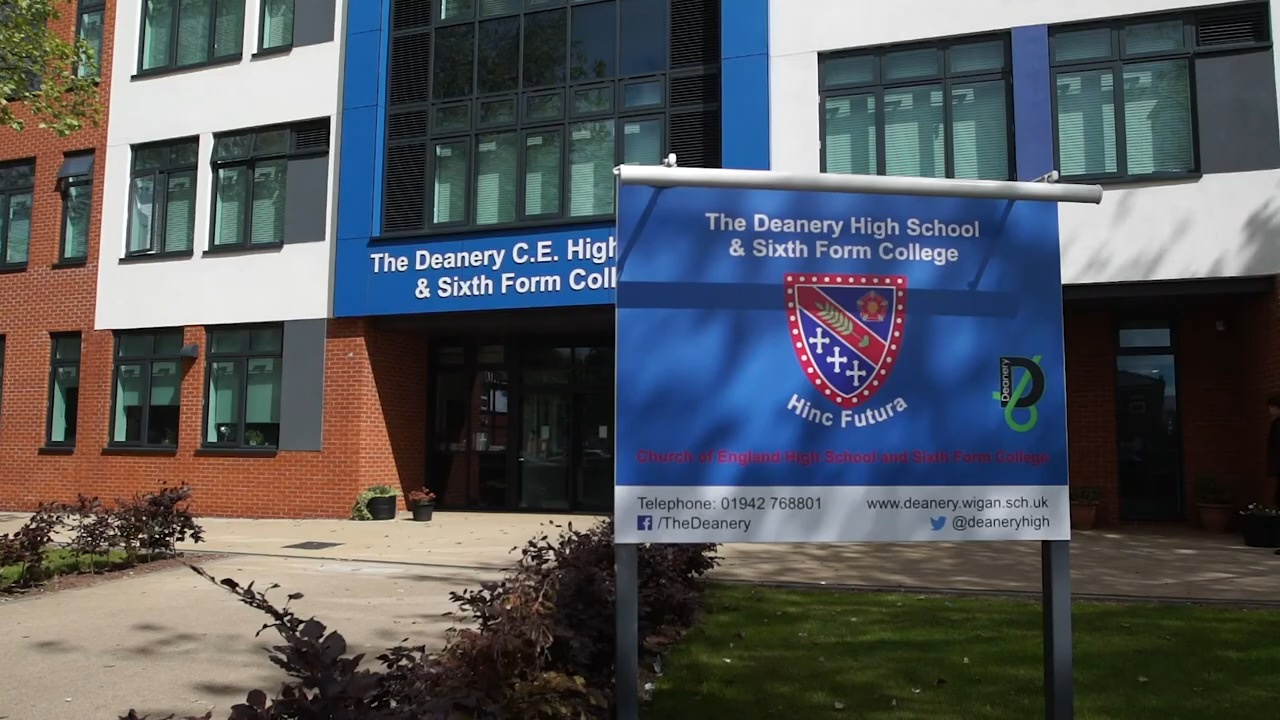 The Deanery C.E. High
& Sixth Form Coll
The Deanery High School
& Sixth Form College
Hinc Futura
Deanery
D6
Church of England High School and Sixth Form College
Telephone: 01942 768801
www.deanery.wigan.sch.uk
/TheDeanery
@deaneryhigh